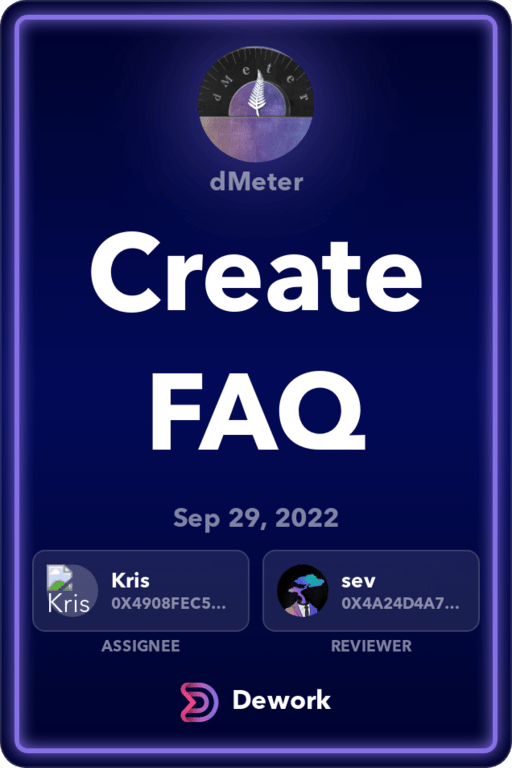 dMeter
dMeter
Create
FAQ
Sep 29, 2022
Kris
Kris
0X4908FEC5...
sev
0X4A24D4A7...
ASSIGNEE
REVIEWER
Dework